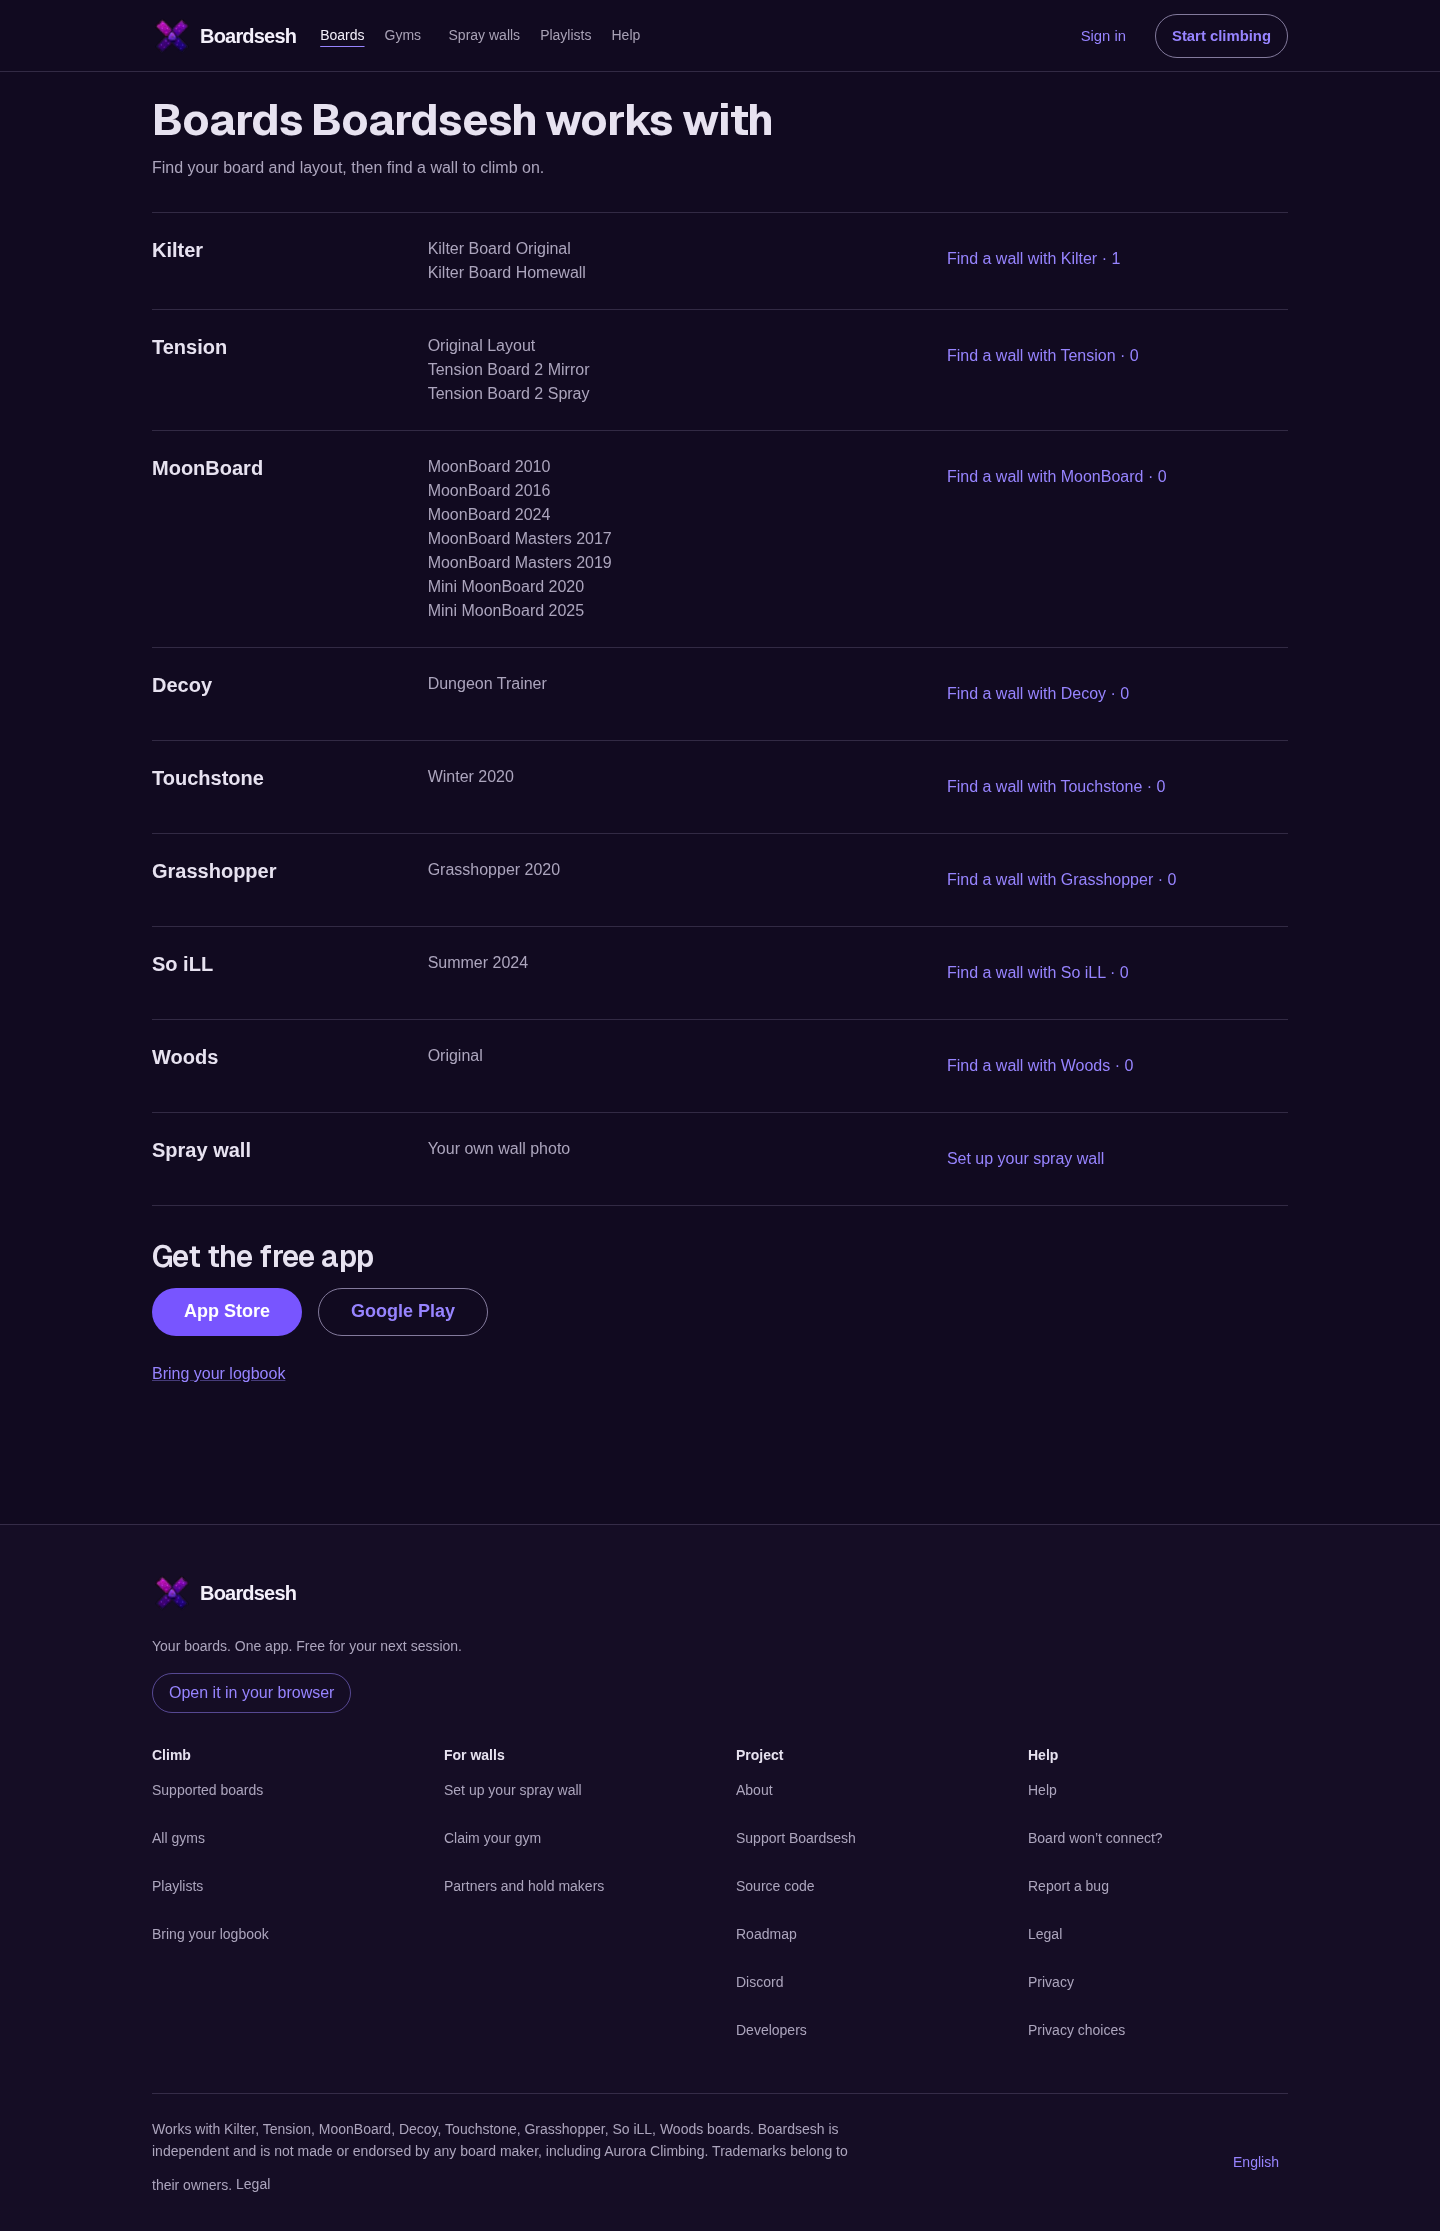 Boardsesh
Boards
Gyms
Spray walls
Playlists
Help
Sign in
Start climbing
Boards Boardsesh works with
Find your board and layout, then find a wall to climb on.
Kilter
Kilter Board Original
Kilter Board Homewall
Find a wall with Kilter · 1
Tension
Original Layout
Tension Board 2 Mirror
Tension Board 2 Spray
Find a wall with Tension · 0
MoonBoard
MoonBoard 2010
MoonBoard 2016
MoonBoard 2024
MoonBoard Masters 2017
MoonBoard Masters 2019
Mini MoonBoard 2020
Mini MoonBoard 2025
Find a wall with MoonBoard · 0
Decoy
Dungeon Trainer
Find a wall with Decoy · 0
Touchstone
Winter 2020
Find a wall with Touchstone · 0
Grasshopper
Grasshopper 2020
Find a wall with Grasshopper · 0
So iLL
Summer 2024
Find a wall with So iLL · 0
Woods
Original
Find a wall with Woods · 0
Spray wall
Your own wall photo
Set up your spray wall
Get the free app
App Store
Google Play
Bring your logbook
Boardsesh
Your boards. One app. Free for your next session.
Open it in your browser
Climb
Supported boards
All gyms
Playlists
Bring your logbook
For walls
Set up your spray wall
Claim your gym
Partners and hold makers
Project
About
Support Boardsesh
Source code
Roadmap
Discord
Developers
Help
Help
Board won’t connect?
Report a bug
Legal
Privacy
Privacy choices
Works with Kilter, Tension, MoonBoard, Decoy, Touchstone, Grasshopper, So iLL, Woods boards. Boardsesh is
independent and is not made or endorsed by any board maker, including Aurora Climbing. Trademarks belong to
their owners. Legal
English